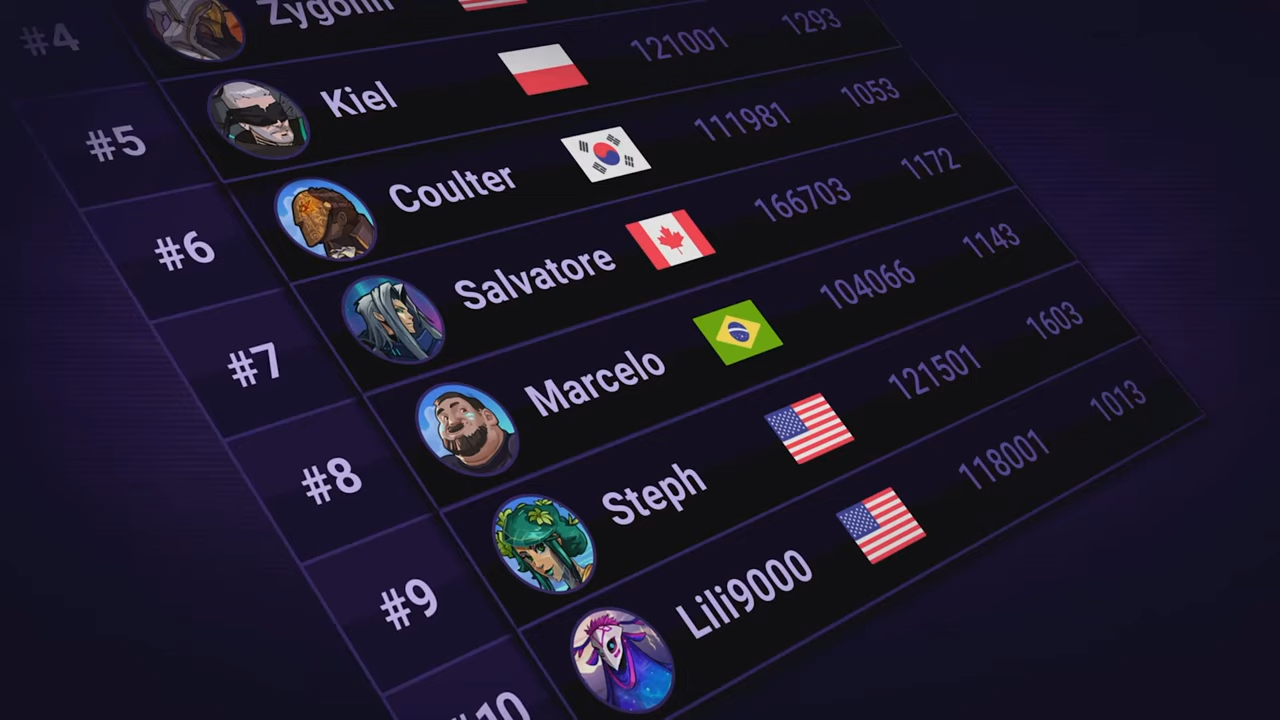 #4
#5 Kiel 121001 1293
#6 Coulter 111981 1053
#7 Salvatore 166703 1172
#8 Marcelo 104066 1143
#9 Steph 121501 1603
#10 Lili9000 118001 1013